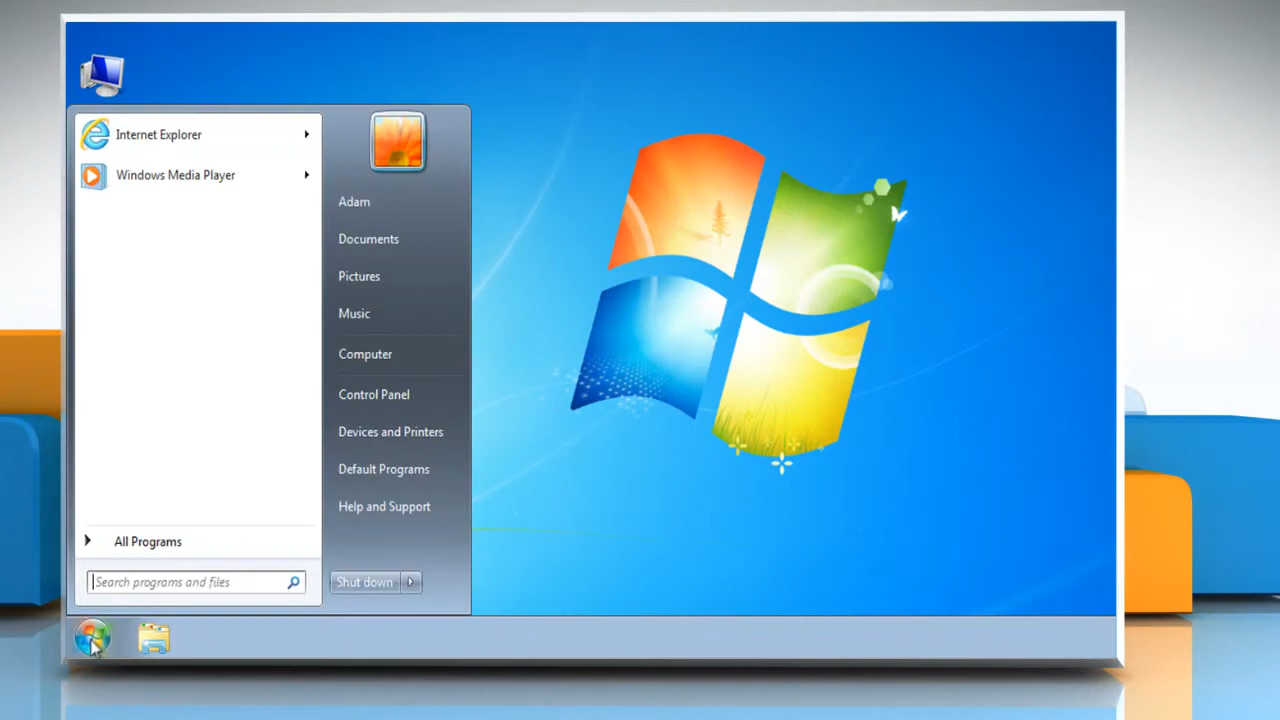 Internet Explorer
Windows Media Player
All Programs
Search programs and files
Adam
Documents
Pictures
Music
Computer
Control Panel
Devices and Printers
Default Programs
Help and Support
Shut down